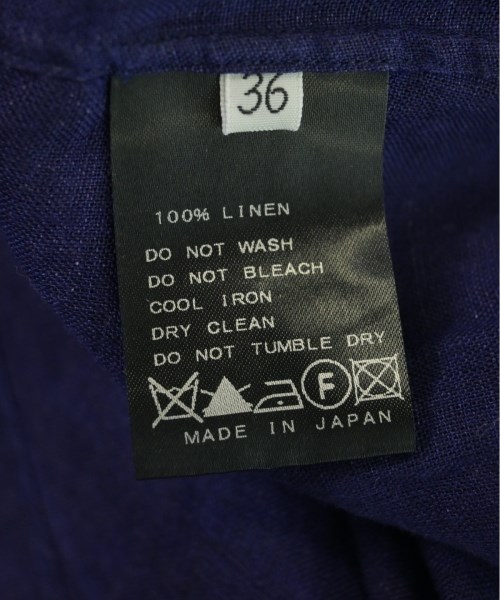 36
100% LINEN
DO NOT WASH
DO NOT BLEACH
COOL IRON
DRY CLEAN
DO NOT TUMBLE DRY
F
MADE IN JAPAN